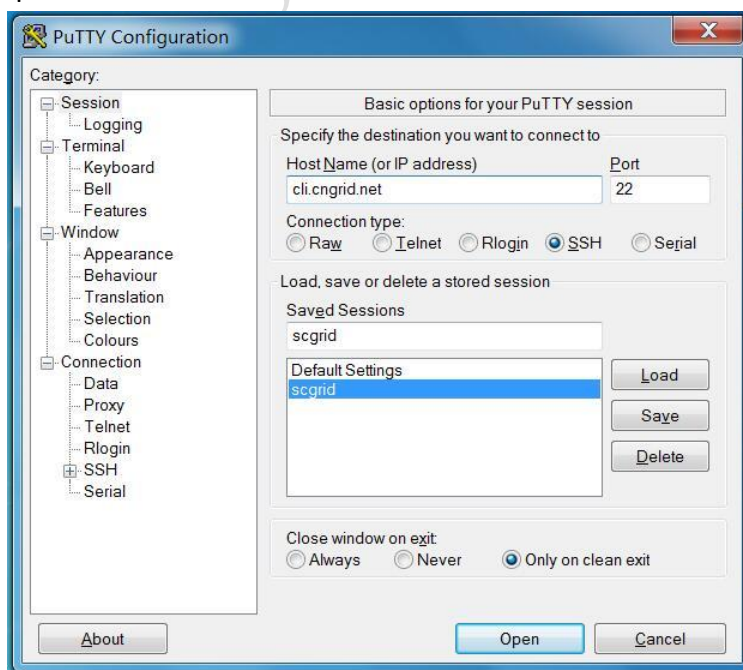 PuTTY Configuration
Category:
Session
Logging
Terminal
Keyboard
Bell
Features
Window
Appearance
Behaviour
Translation
Selection
Colours
Connection
Data
Proxy
Telnet
Rlogin
SSH
Serial
Basic options for your PuTTY session
Specify the destination you want to connect to
Host Name (or IP address) Port
cli.cngrid.net 22
Connection type:
Raw Telnet Rlogin SSH Serial
Load, save or delete a stored session
Saved Sessions
scgrid
Default Settings
scgrid
Load
Save
Delete
Close window on exit:
Always Never Only on clean exit
About Open Cancel